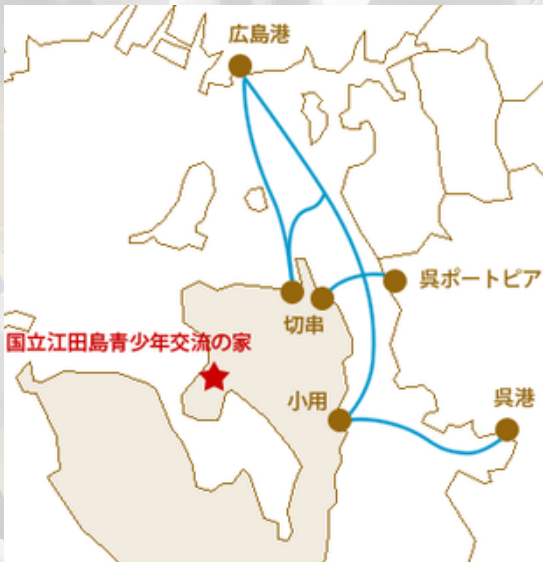 広島港
呉ポートピア
切串
国立江田島青少年交流の家
小用
呉港